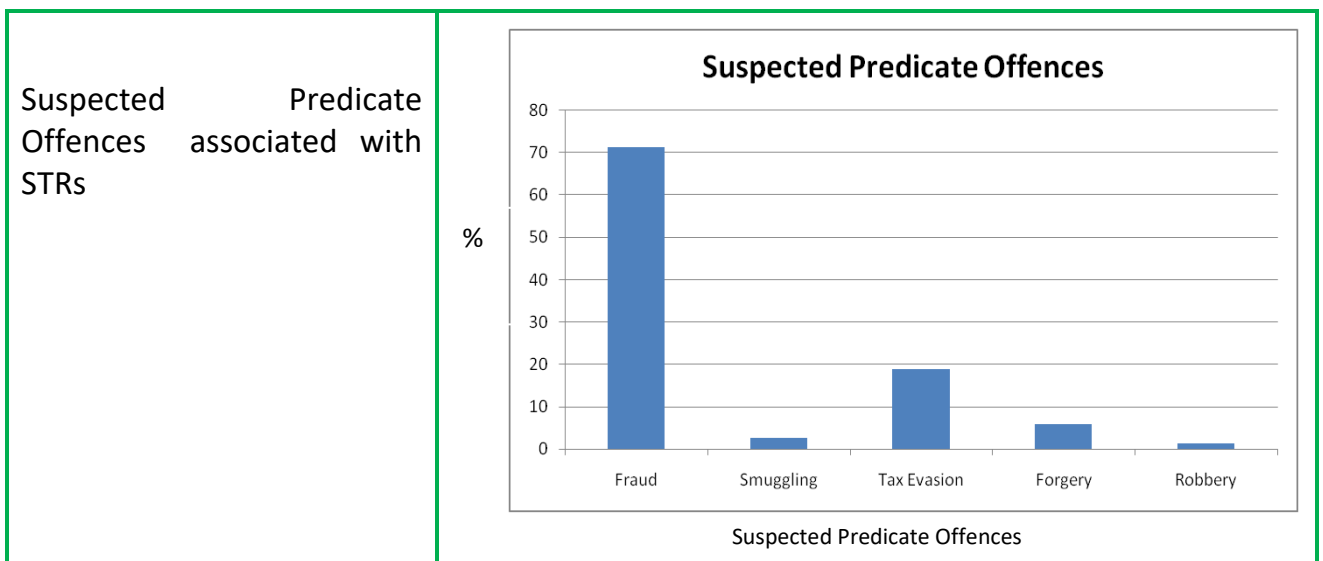 Suspected Predicate
Offences associated with
STRs
Suspected Predicate Offences
%
80
70
60
50
40
30
20
10
0
Fraud Smuggling Tax Evasion Forgery Robbery
Suspected Predicate Offences